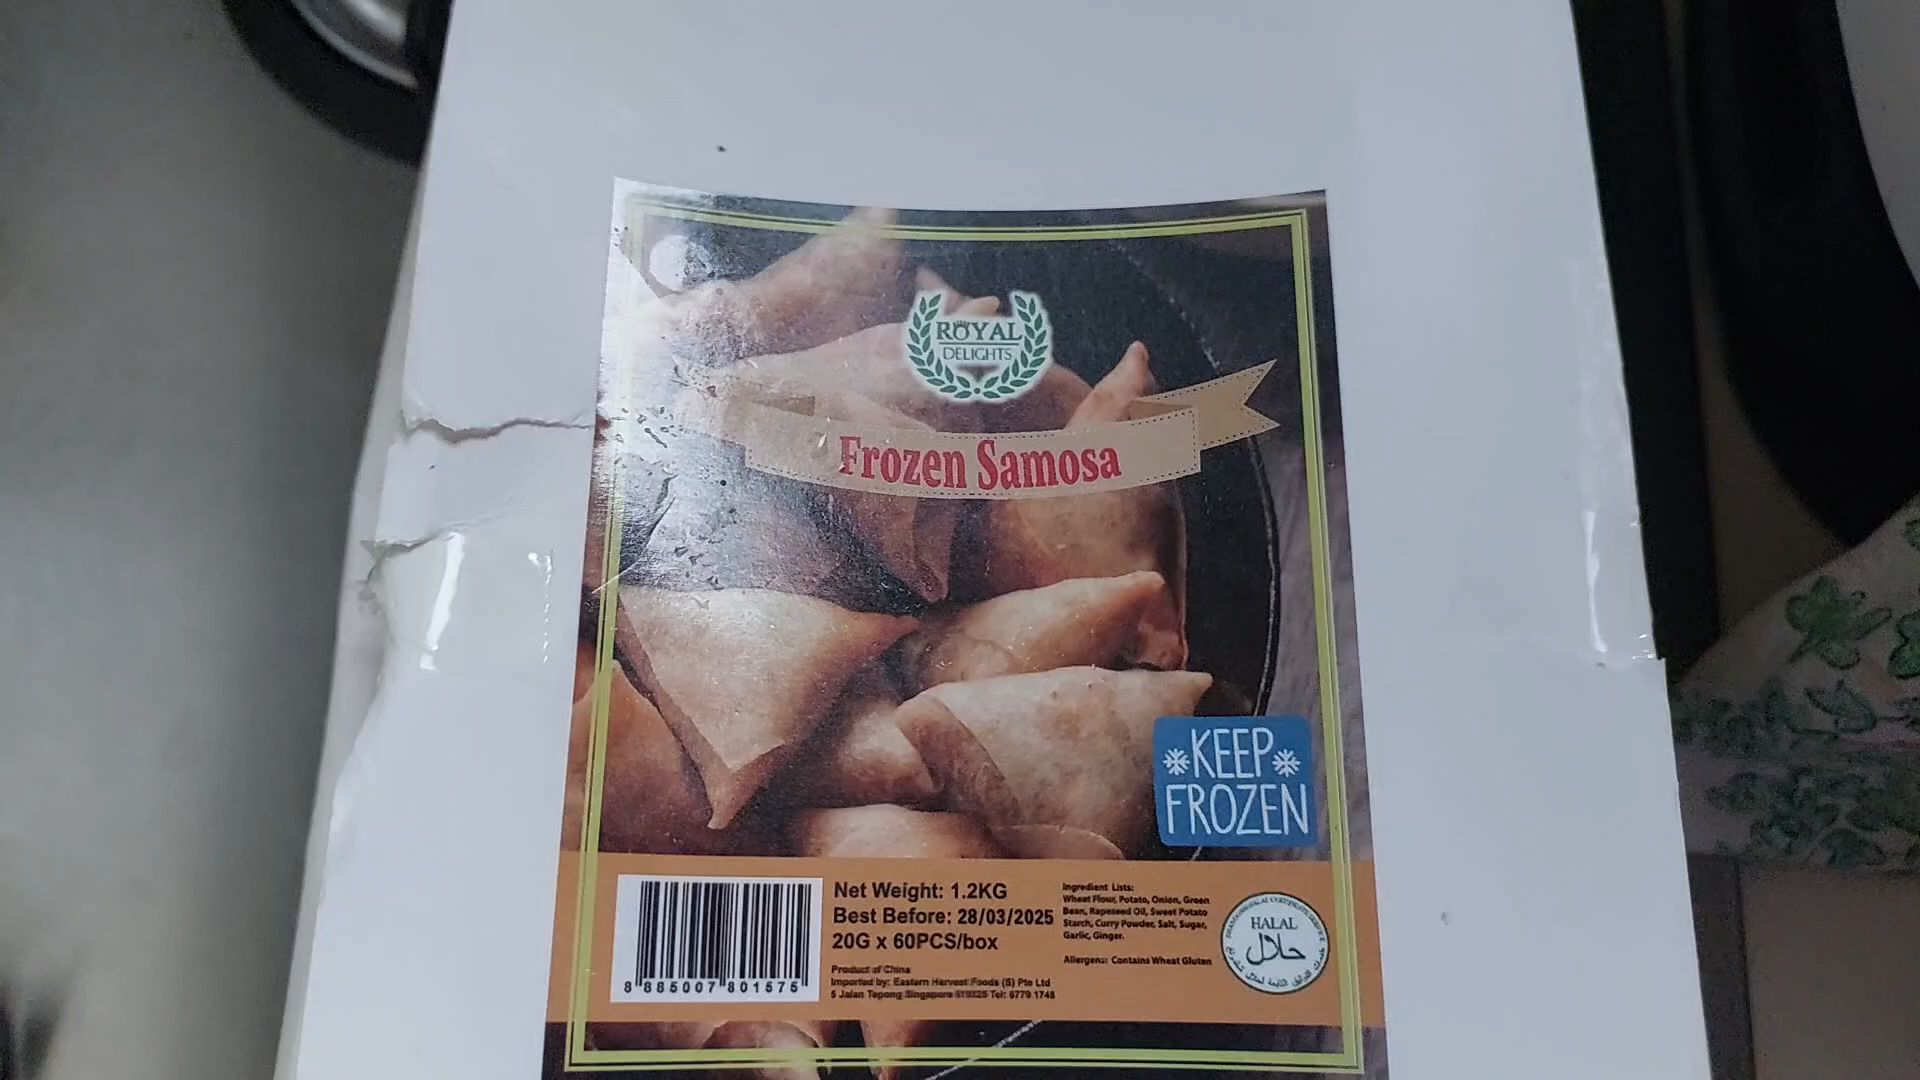 ROYAL
DELIGHTS
Frozen Samosa
KEEP
FROZEN
Net Weight: 1.2KG
Best Before: 28/03/2025
20G x 60PCS/box
Product of China
Imported by: Eastern Harvest Foods (S) Pte Ltd
5 Jalan Tepong Singapore 619325 Tel: 6779 1748
8 885007 801575
Ingredient Lists:
Wheat Flour, Potato, Onion, Green
Bean, Rapeseed Oil, Sweet Potato
Starch, Curry Powder, Salt, Sugar,
Garlic, Ginger.
Allergens: Contains Wheat Gluten
HALAL
حلال